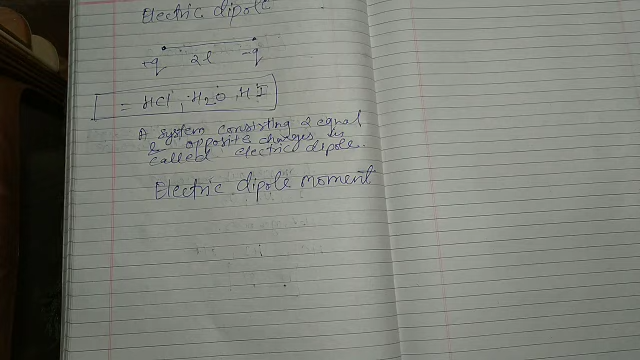 Electric dipole
+q 2l -q
= HCl, H2O, HI
A system consisting 2 equal
& opposite charges is
called electric dipole.
Electric dipole moment